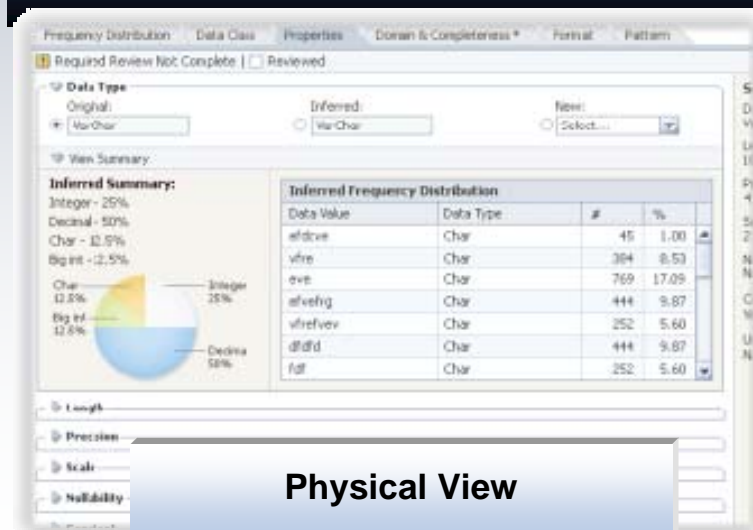 Frequency Distribution Data Class Properties Domain & Completeness * Format Pattern
Required Review Not Complete | Reviewed
Data Type
Original: Inferred: New:
VarChar VarChar Select....
View Summary
Inferred Summary:
Integer - 25%
Decimal - 50%
Char - 12.5%
Big int - 12.5%
Char
12.5%
Integer
25%
Big int
12.5%
Decima
50%
Inferred Frequency Distribution
Data Value Data Type # %
efdcve Char 45 1.00
vfre Char 384 8.53
eve Char 769 17.09
efvefrg Char 444 9.87
vfrefvev Char 252 5.60
dfdfd Char 444 9.87
fdf Char 252 5.60
Length
Precsion
Scale
Nullability
Physical View